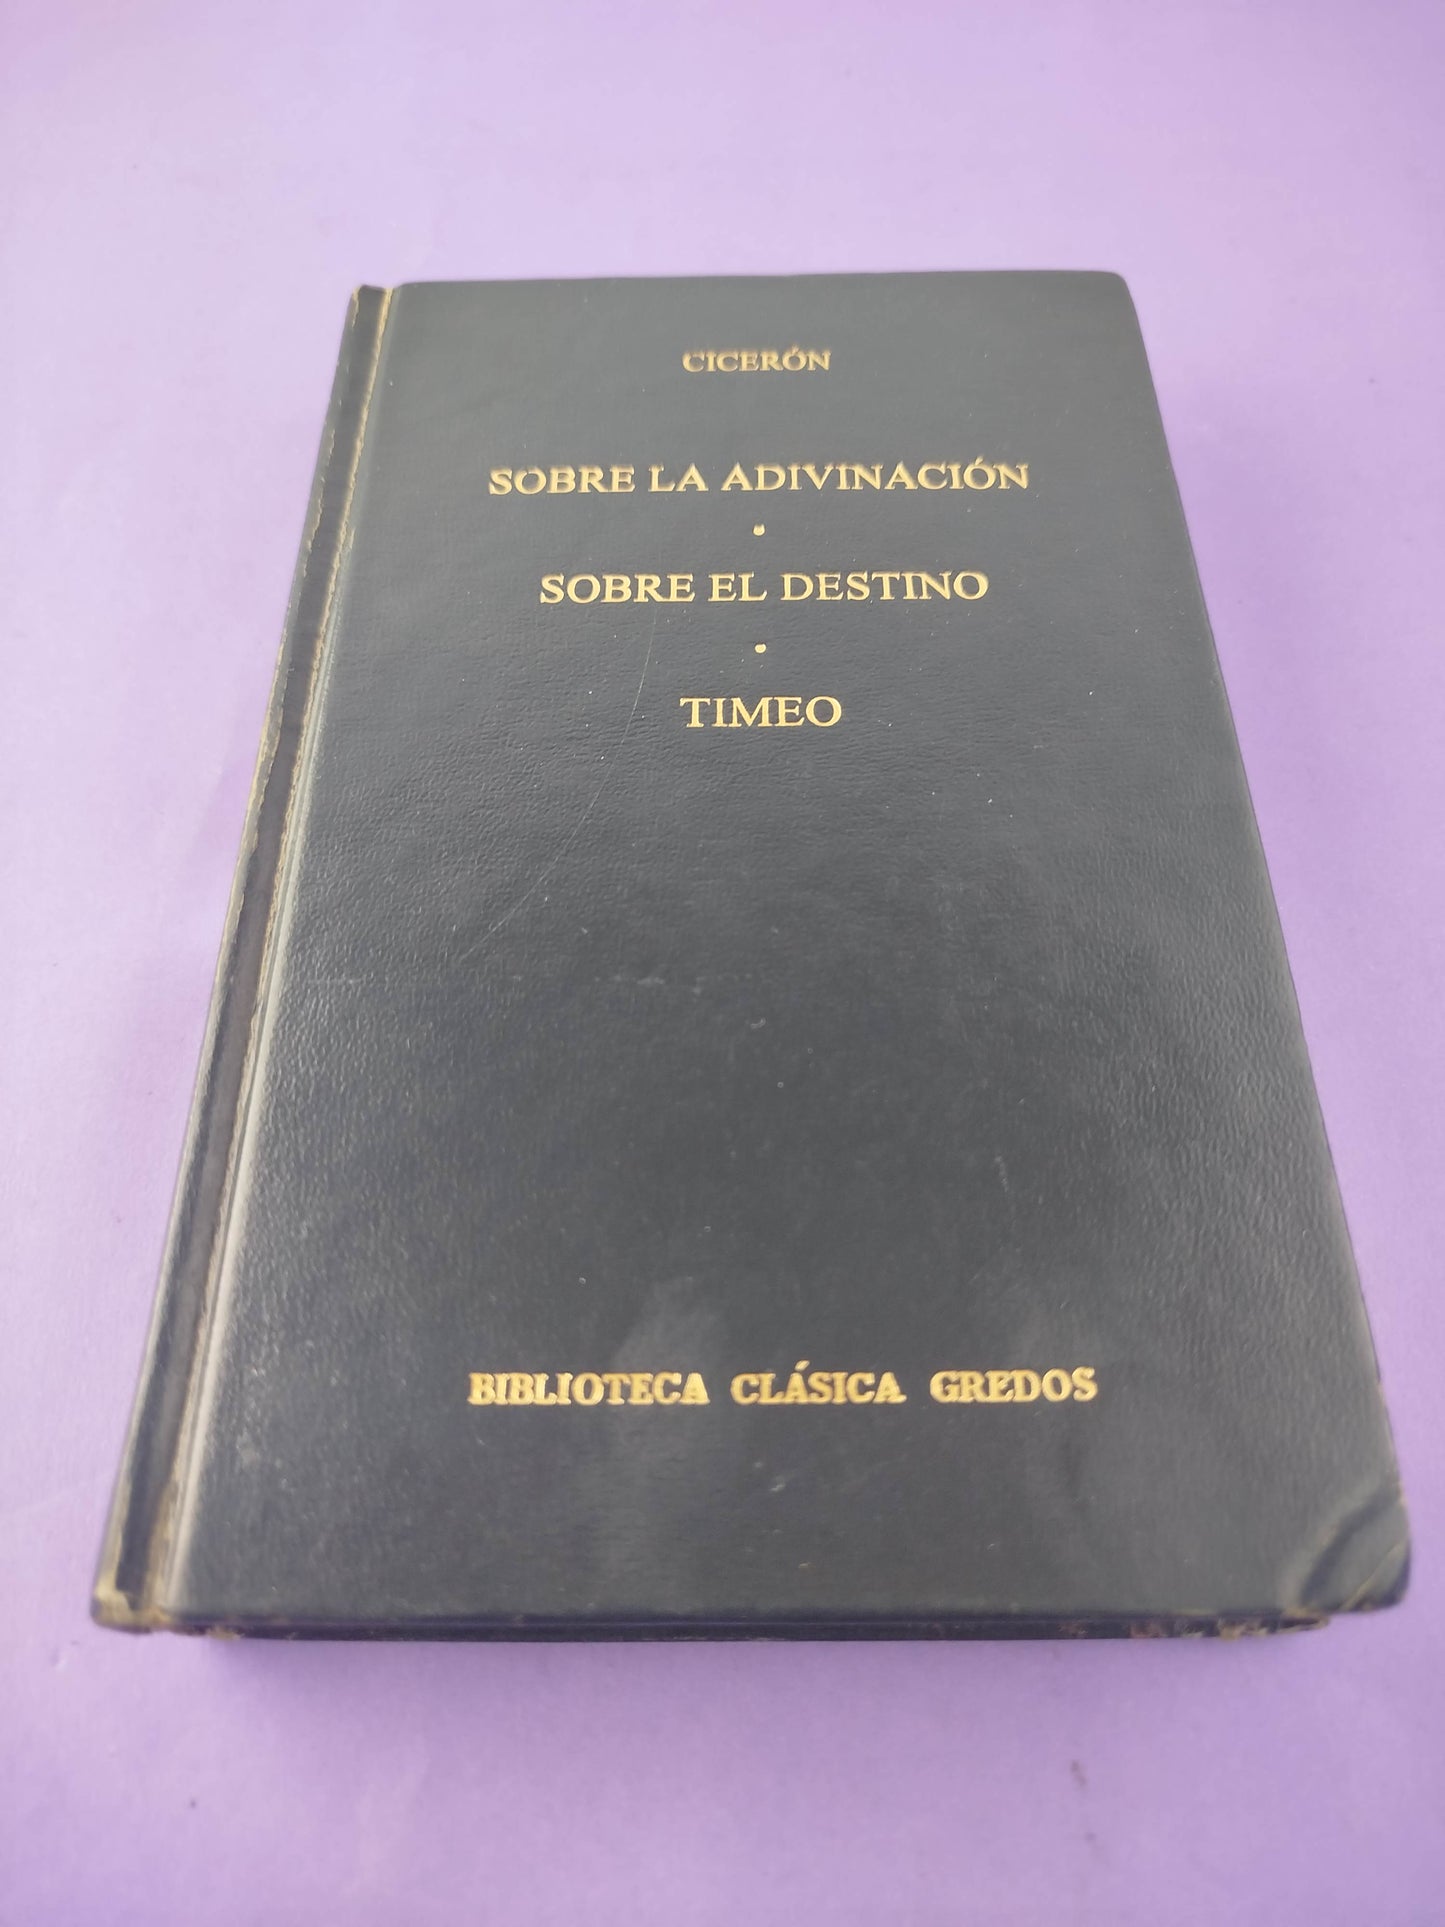 CICERÓN
SOBRE LA ADIVINACIÓN
•
SOBRE EL DESTINO
•
TIMEO
BIBLIOTECA CLÁSICA GREDOS